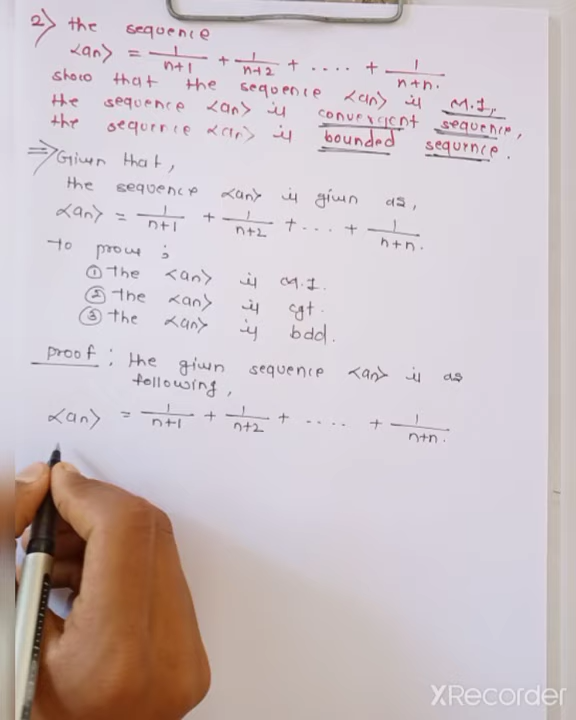 2) the sequence
<an> = 1/n+1 + 1/n+2 + .... + 1/n+n.
show that the sequence <an> is M.I,
the sequence <an> is convergent sequence,
the sequence <an> is bounded sequence.
⇒ Given that,
the sequence <an> is given as,
<an> = 1/n+1 + 1/n+2 + ... + 1/n+n.
To prove :
① the <an> is M.I.
② the <an> is cgt.
③ the <an> is bdd.
proof : the given sequence <an> is as
following,
<an> = 1/n+1 + 1/n+2 + .... + 1/n+n.
XRecorder